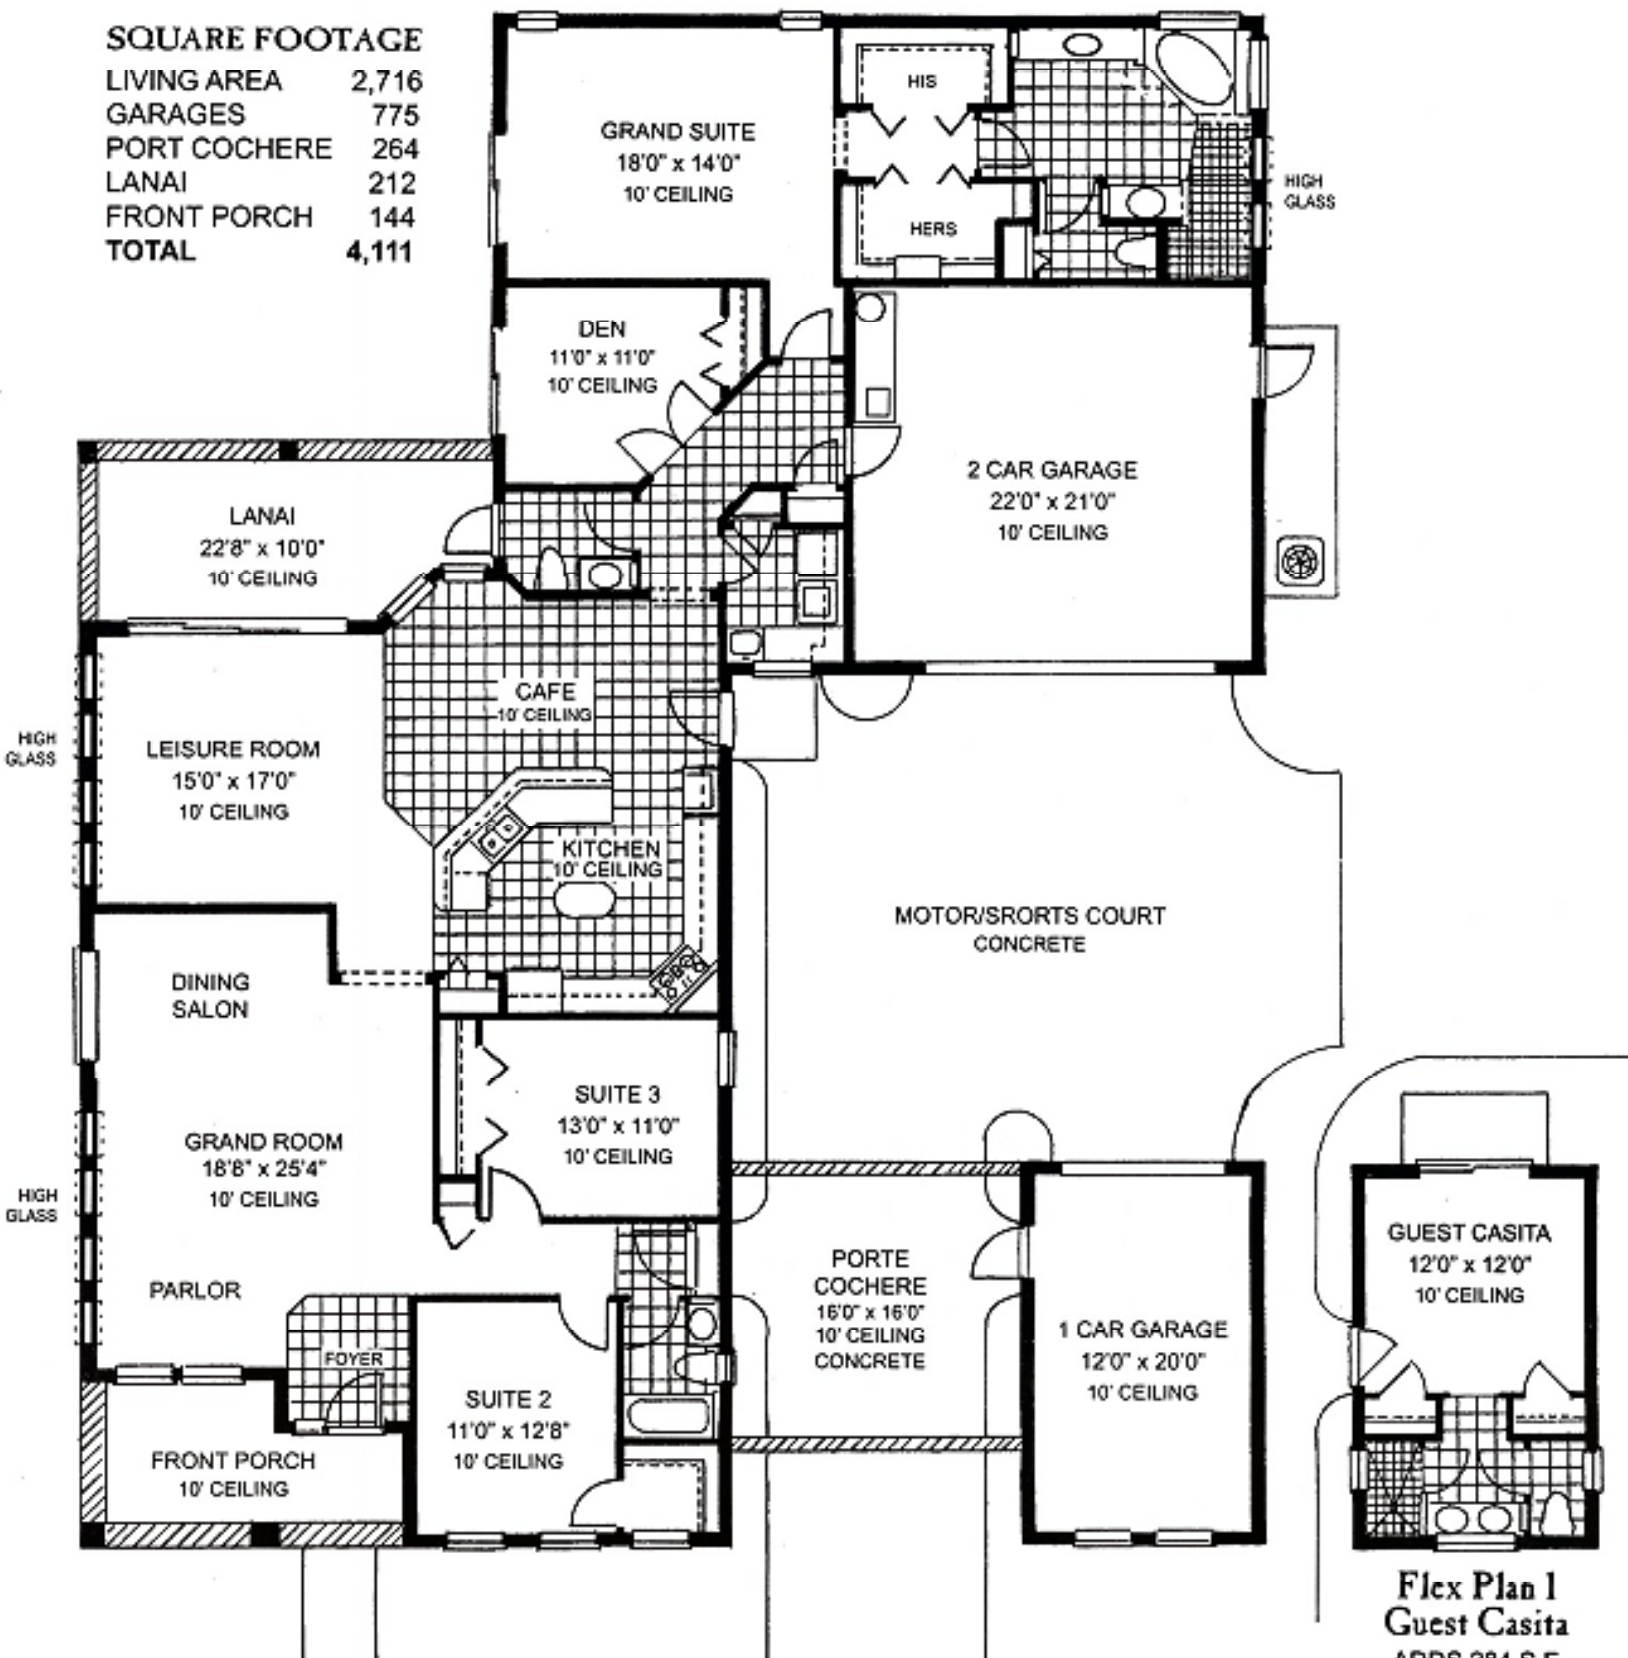 SQUARE FOOTAGE
LIVING AREA 2,716
GARAGES 775
PORT COCHERE 264
LANAI 212
FRONT PORCH 144
TOTAL 4,111
GRAND SUITE
18'0" x 14'0"
10' CEILING
HIS
HERS
HIGH
GLASS
DEN
11'0" x 11'0"
10' CEILING
2 CAR GARAGE
22'0" x 21'0"
10' CEILING
LANAI
22'8" x 10'0"
10' CEILING
CAFE
10' CEILING
HIGH
GLASS
LEISURE ROOM
15'0" x 17'0"
10' CEILING
KITCHEN
10' CEILING
MOTOR/SRORTS COURT
CONCRETE
DINING
SALON
SUITE 3
13'0" x 11'0"
10' CEILING
GRAND ROOM
18'8" x 25'4"
10' CEILING
HIGH
GLASS
PARLOR
PORTE
COCHERE
16'0" x 16'0"
10' CEILING
CONCRETE
1 CAR GARAGE
12'0" x 20'0"
10' CEILING
GUEST CASITA
12'0" x 12'0"
10' CEILING
FOYER
SUITE 2
11'0" x 12'8"
10' CEILING
FRONT PORCH
10' CEILING
Flex Plan 1
Guest Casita
ADDS 284 S.F.